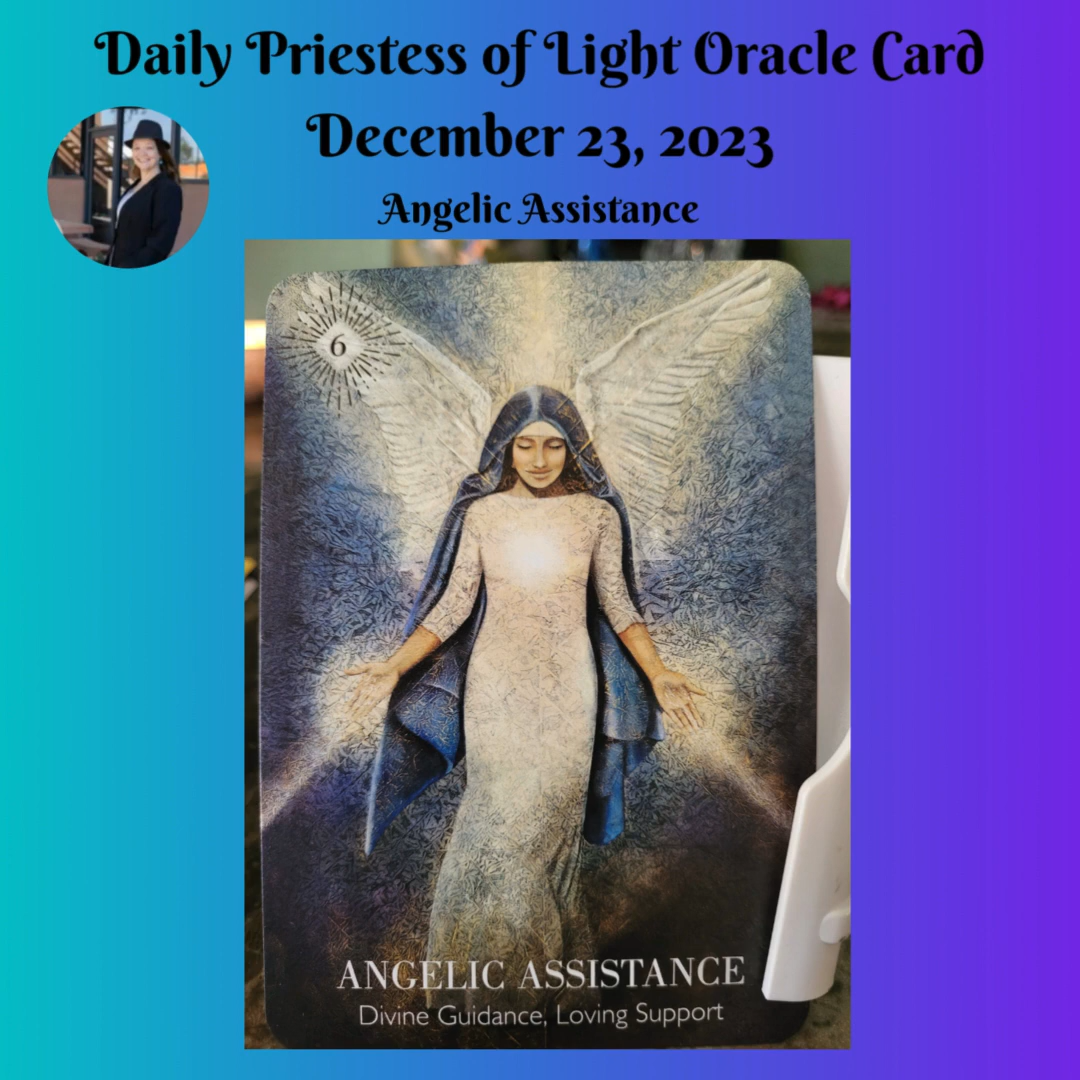 Daily Priestess of Light Oracle Card
December 23, 2023
Angelic Assistance
6
ANGELIC ASSISTANCE
Divine Guidance, Loving Support